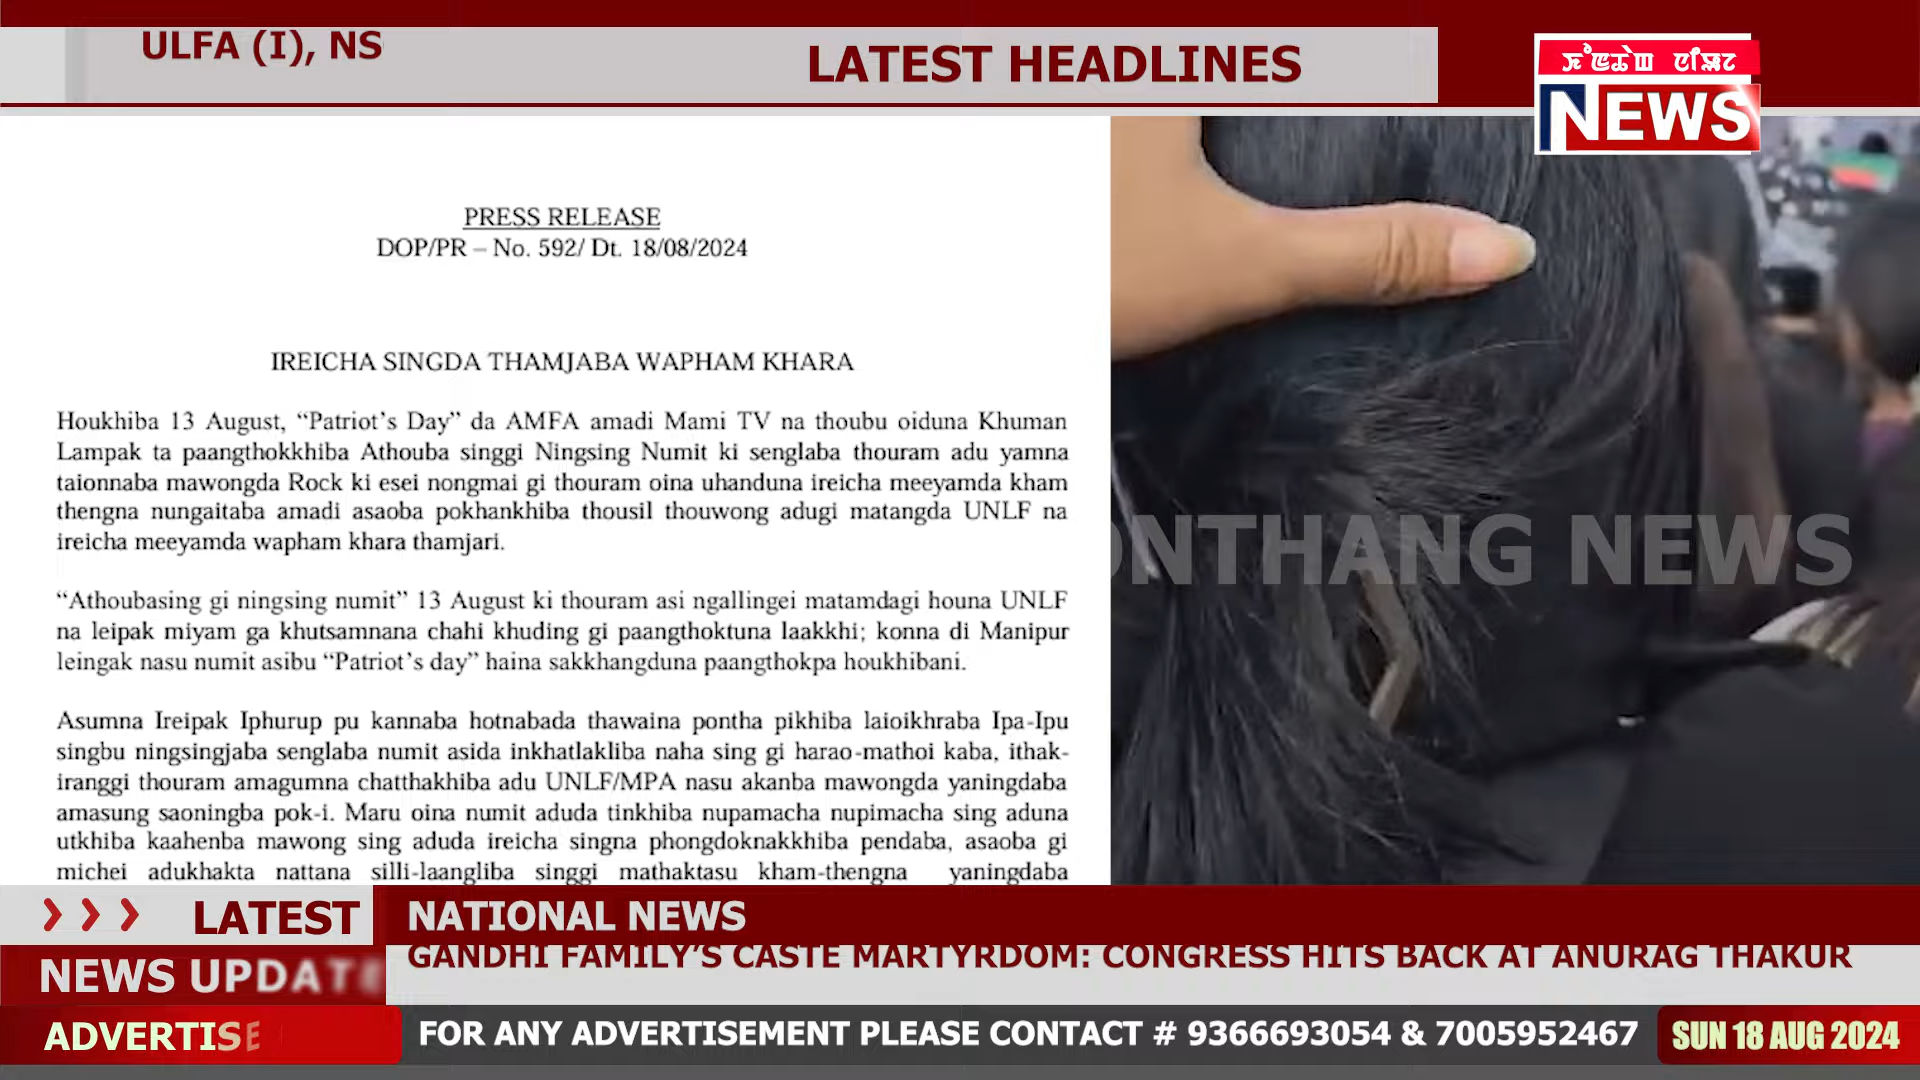 ULFA (I), NS
LATEST HEADLINES
NEWS
PRESS RELEASE
DOP/PR – No. 592/ Dt. 18/08/2024
IREICHA SINGDA THAMJABA WAPHAM KHARA
Houkhiba 13 August, “Patriot’s Day” da AMFA amadi Mami TV na thoubu oiduna Khuman
Lampak ta paangthokkhiba Athouba singgi Ningsing Numit ki senglaba thouram adu yamna
taionnaba mawongda Rock ki esei nongmai gi thouram oina uhanduna ireicha meeyamda kham
thengna nungaitaba amadi asaoba pokhankhiba thousil thouwong adugi matangda UNLF na
ireicha meeyamda wapham khara thamjari.
“Athoubasing gi ningsing numit” 13 August ki thouram asi ngallingei matamdagi houna UNLF
na leipak miyam ga khutsamnana chahi khuding gi paangthoktuna laakkhi; konna di Manipur
leingak nasu numit asibu “Patriot’s day” haina sakkhangduna paangthokpa houkhibani.
Asumna Ireipak Iphurup pu kannaba hotnabada thawaina pontha pikhiba laioikhraba Ipa-Ipu
singbu ningsingjaba senglaba numit asida inkhatlakliba naha sing gi harao-mathoi kaba, ithak-
iranggi thouram amagumna chatthakhiba adu UNLF/MPA nasu akanba mawongda yaningdaba
amasung saoningba pok-i. Maru oina numit aduda tinkhiba nupamacha nupimacha sing aduna
utkhiba kaahenba mawong sing aduda ireicha singna phongdoknakkhiba pendaba, asaoba gi
michei adukhakta nattana silli-laangliba singgi mathaktasu kham-thengna yaningdaba
ONTHANG NEWS
LATEST
NATIONAL NEWS
NEWS UPDATE
GANDHI FAMILY’S CASTE MARTYRDOM: CONGRESS HITS BACK AT ANURAG THAKUR
ADVERTISE
FOR ANY ADVERTISEMENT PLEASE CONTACT # 9366693054 & 7005952467
SUN 18 AUG 2024